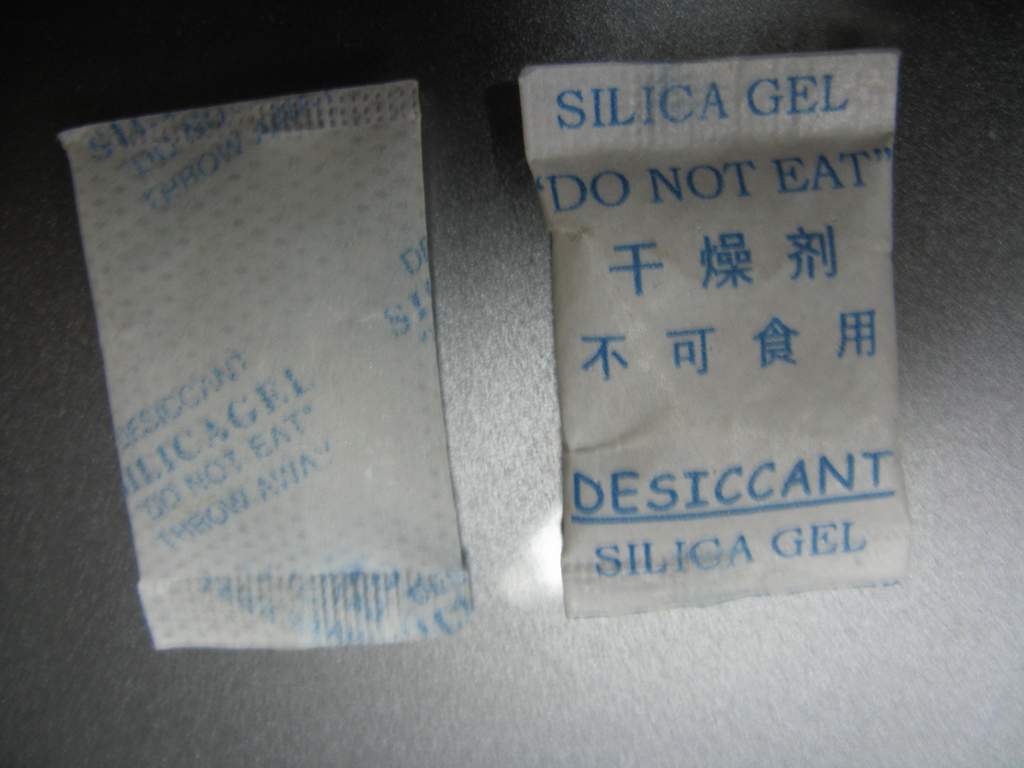 THROW
DESICCANT
SILICA GEL
DO NOT EAT"
THROW AWAY
SILICA GEL
"DO NOT EAT"
干燥剂
不可食用
DESICCANT
SILICA GEL